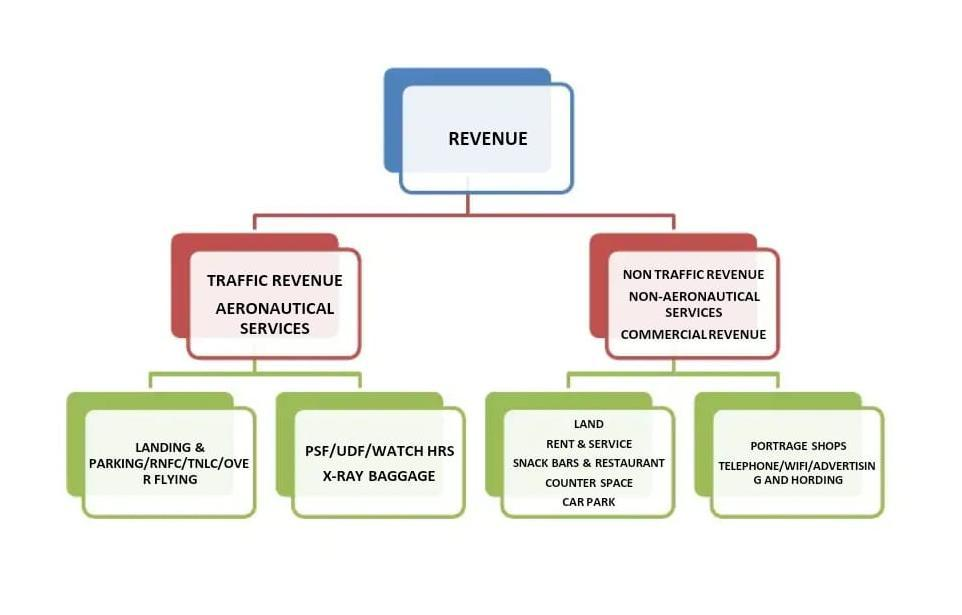 REVENUE
TRAFFIC REVENUE
AERONAUTICAL
SERVICES
NON TRAFFIC REVENUE
NON-AERONAUTICAL
SERVICES
COMMERCIAL REVENUE
LANDING &
PARKING/RNFC/TNLC/OVE
R FLYING
PSF/UDF/WATCH HRS
X-RAY BAGGAGE
LAND
RENT & SERVICE
SNACK BARS & RESTAURANT
COUNTER SPACE
CAR PARK
PORTRAGE SHOPS
TELEPHONE/WIFI/ADVERTISIN
G AND HORDING